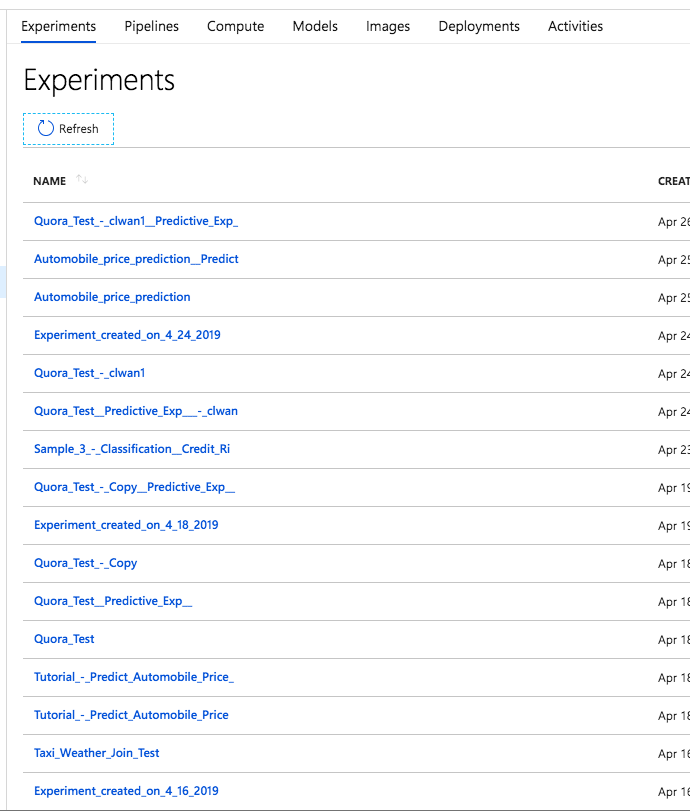 Experiments Pipelines Compute Models Images Deployments Activities
Experiments
Refresh
NAME CREAT
Quora_Test_-_clwan1__Predictive_Exp_ Apr 26
Automobile_price_prediction__Predict Apr 25
Automobile_price_prediction Apr 25
Experiment_created_on_4_24_2019 Apr 24
Quora_Test_-_clwan1 Apr 24
Quora_Test__Predictive_Exp___-_clwan Apr 24
Sample_3_-_Classification__Credit_Ri Apr 23
Quora_Test_-_Copy__Predictive_Exp__ Apr 19
Experiment_created_on_4_18_2019 Apr 19
Quora_Test_-_Copy Apr 18
Quora_Test__Predictive_Exp__ Apr 18
Quora_Test Apr 18
Tutorial_-_Predict_Automobile_Price_ Apr 18
Tutorial_-_Predict_Automobile_Price Apr 18
Taxi_Weather_Join_Test Apr 16
Experiment_created_on_4_16_2019 Apr 16